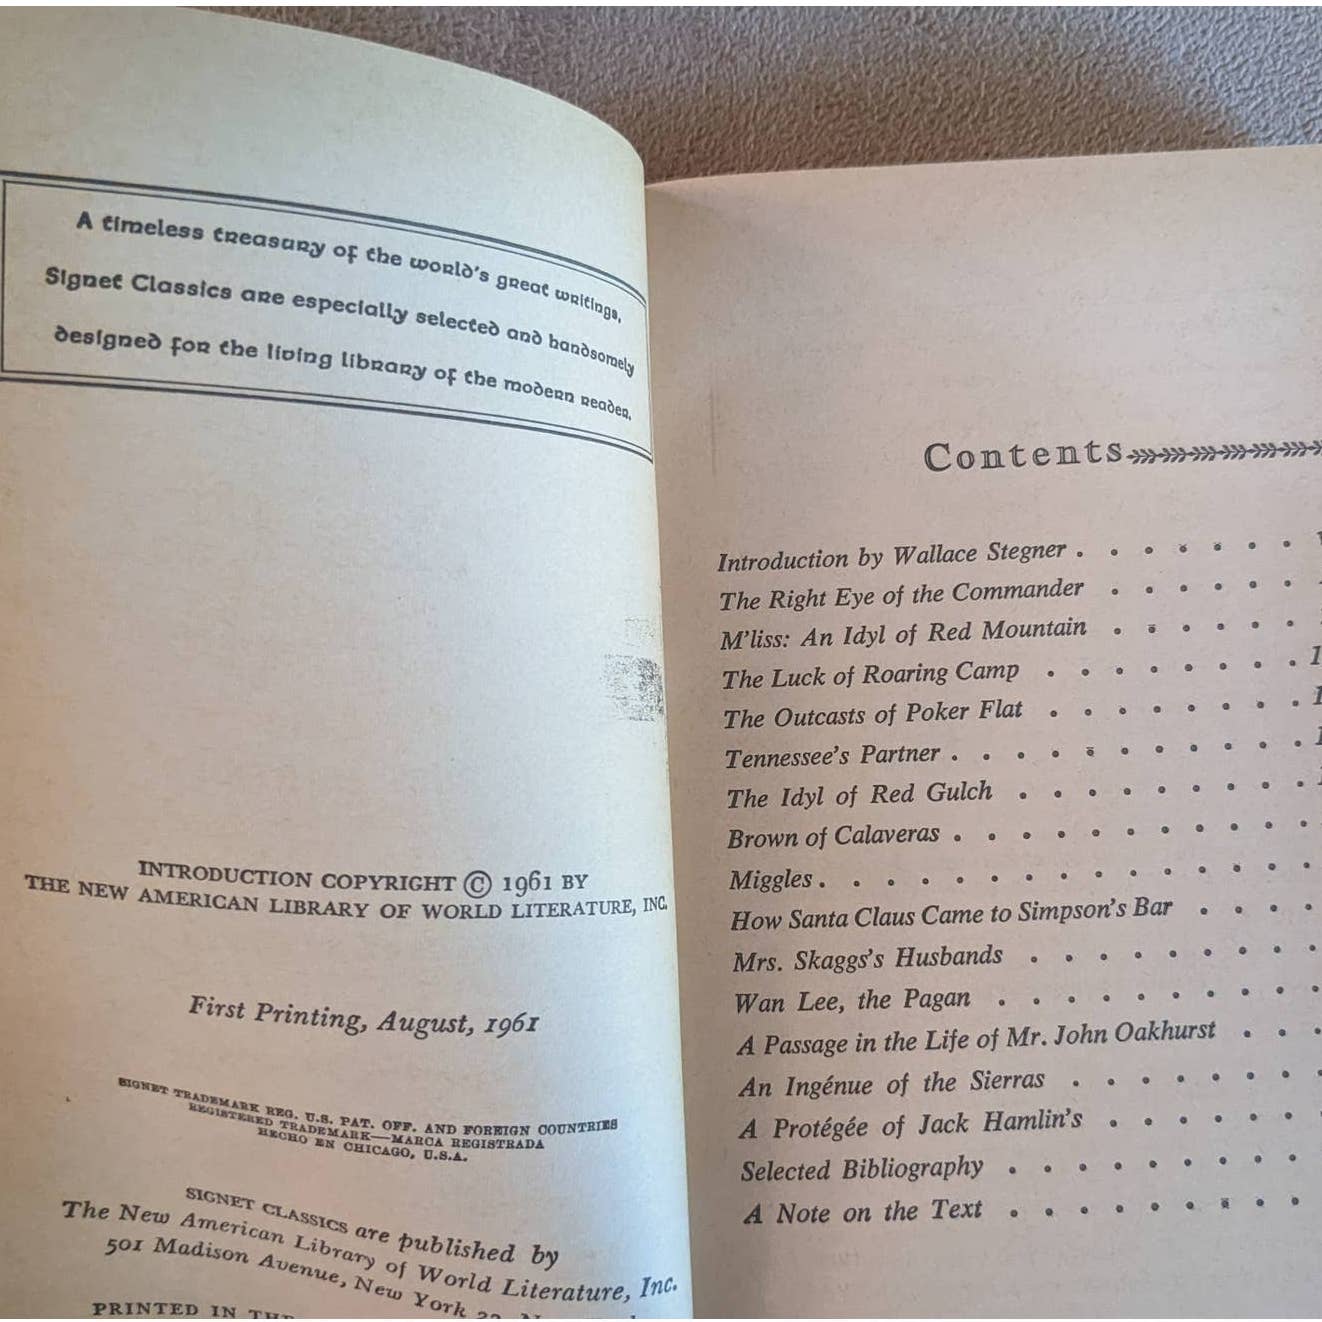 A timeless treasury of the world's great writings,
Signet Classics are especially selected and handsomely
designed for the living library of the modern reader.
INTRODUCTION COPYRIGHT © 1961 BY
THE NEW AMERICAN LIBRARY OF WORLD LITERATURE, INC.
First Printing, August, 1961
SIGNET TRADEMARK REG. U.S. PAT. OFF. AND FOREIGN COUNTRIES
REGISTERED TRADEMARK—MARCA REGISTRADA
HECHO EN CHICAGO, U.S.A.
SIGNET CLASSICS are published by
The New American Library of World Literature, Inc.
501 Madison Avenue, New York
PRINTED IN THE
Contents
Introduction by Wallace Stegner
The Right Eye of the Commander
M'liss: An Idyl of Red Mountain
The Luck of Roaring Camp
The Outcasts of Poker Flat
Tennessee's Partner
The Idyl of Red Gulch
Brown of Calaveras
Miggles
How Santa Claus Came to Simpson's Bar
Mrs. Skaggs's Husbands
Wan Lee, the Pagan
A Passage in the Life of Mr. John Oakhurst
An Ingénue of the Sierras
A Protégée of Jack Hamlin's
Selected Bibliography
A Note on the Text